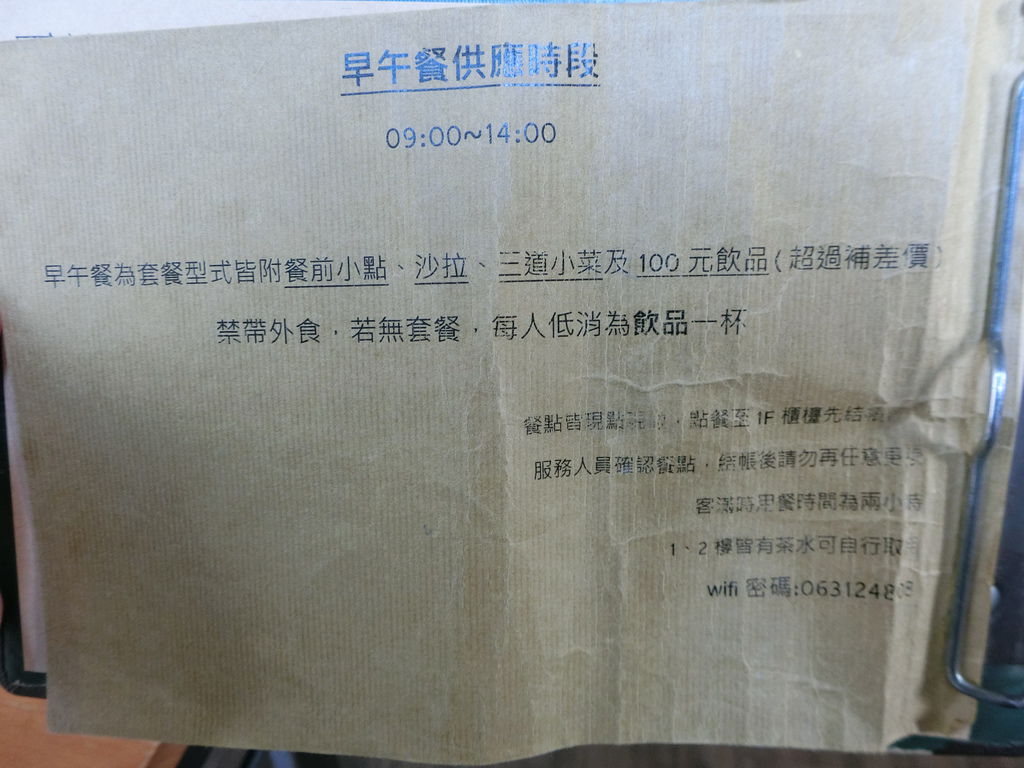 早午餐供應時段
09:00~14:00
早午餐為套餐型式皆附餐前小點、沙拉、三道小菜及 100 元飲品(超過補差價)
禁帶外食，若無套餐，每人低消為飲品一杯
餐點皆現點現做，點餐至 1F 櫃檯先結帳
服務人員確認餐點，結帳後請勿再任意更換
客滿時用餐時間為兩小時
1、2 樓皆有茶水可自行取用
wifi 密碼:0631248